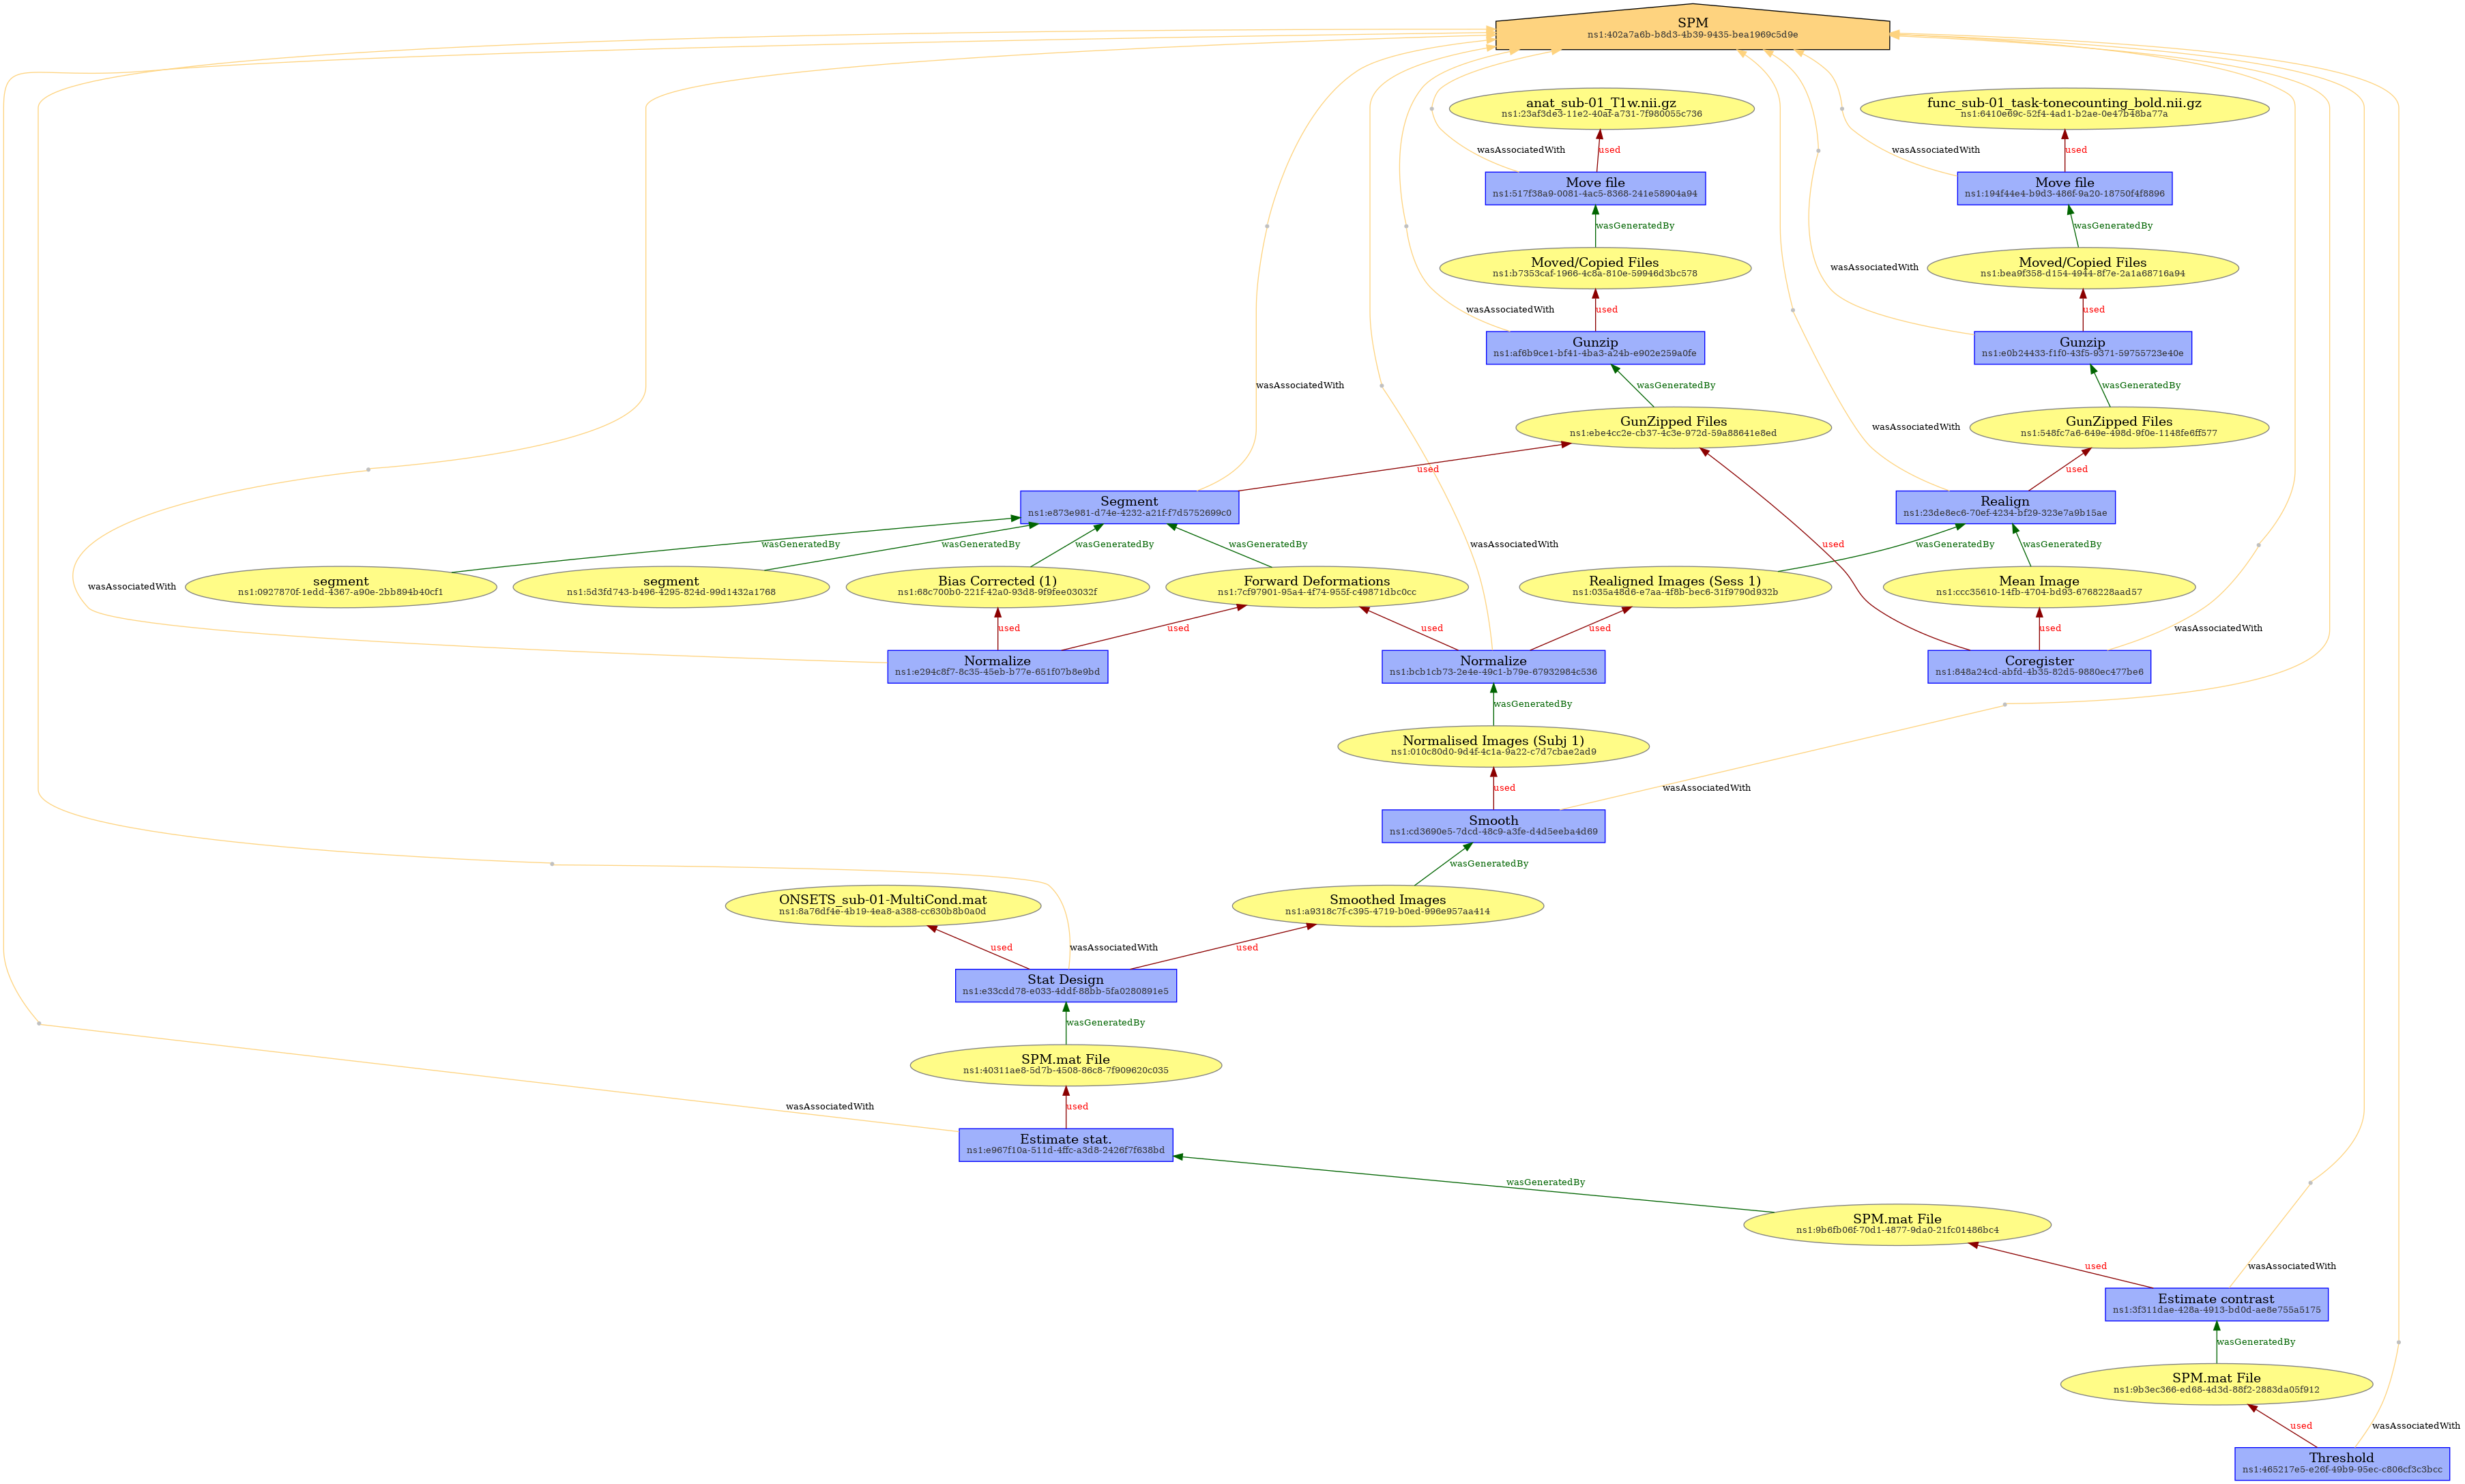 SPM
ns1:402a7a6b-b8d3-4b39-9435-bea1969c5d9e
anat_sub-01_T1w.nii.gz
ns1:23af3de3-11e2-40af-a731-7f980055c736
func_sub-01_task-tonecounting_bold.nii.gz
ns1:6410e69c-52f4-4ad1-b2ae-0e47b48ba77a
wasAssociatedWith
used
wasAssociatedWith
used
Move file
ns1:517f38a9-0081-4ac5-8368-241e58904a94
Move file
ns1:194f44e4-b9d3-486f-9a20-18750f4f8896
wasGeneratedBy
wasGeneratedBy
Moved/Copied Files
ns1:b7353caf-1966-4c8a-810e-59946d3bc578
wasAssociatedWith
Moved/Copied Files
ns1:bea9f358-d154-4944-8f7e-2a1a68716a94
wasAssociatedWith
used
used
Gunzip
ns1:af6b9ce1-bf41-4ba3-a24b-e902e259a0fe
Gunzip
ns1:e0b24433-f1f0-43f5-9371-59755723e40e
wasAssociatedWith
wasGeneratedBy
wasGeneratedBy
GunZipped Files
ns1:ebe4cc2e-cb37-4c3e-972d-59a88641e8ed
wasAssociatedWith
GunZipped Files
ns1:548fc7a6-649e-498d-9f0e-1148fe6ff577
used
used
Segment
ns1:e873e981-d74e-4232-a21f-f7d5752699c0
Realign
ns1:23de8ec6-70ef-4234-bf29-323e7a9b15ae
wasGeneratedBy
wasGeneratedBy
wasGeneratedBy
wasGeneratedBy
wasAssociatedWith
used
wasGeneratedBy
wasGeneratedBy
wasAssociatedWith
segment
ns1:0927870f-1edd-4367-a90e-2bb894b40cf1
segment
ns1:5d3fd743-b496-4295-824d-99d1432a1768
Bias Corrected (1)
ns1:68c700b0-221f-42a0-93d8-9f9fee03032f
Forward Deformations
ns1:7cf97901-95a4-4f74-955f-c49871dbc0cc
Realigned Images (Sess 1)
ns1:035a48d6-e7aa-4f8b-bec6-31f9790d932b
Mean Image
ns1:ccc35610-14fb-4704-bd93-6768228aad57
used
used
used
used
used
wasAssociatedWith
Normalize
ns1:e294c8f7-8c35-45eb-b77e-651f07b8e9bd
Normalize
ns1:bcb1cb73-2e4e-49c1-b79e-67932984c536
Coregister
ns1:848a24cd-abfd-4b35-82d5-9880ec477be6
wasGeneratedBy
Normalised Images (Subj 1)
ns1:010c80d0-9d4f-4c1a-9a22-c7d7cbae2ad9
used
wasAssociatedWith
Smooth
ns1:cd3690e5-7dcd-48c9-a3fe-d4d5eeba4d69
wasGeneratedBy
ONSETS_sub-01-MultiCond.mat
ns1:8a76df4e-4b19-4ea8-a388-cc630b8b0a0d
Smoothed Images
ns1:a9318c7f-c395-4719-b0ed-996e957aa414
used
wasAssociatedWith
used
Stat Design
ns1:e33cdd78-e033-4ddf-88bb-5fa0280891e5
wasGeneratedBy
SPM.mat File
ns1:40311ae8-5d7b-4508-86c8-7f909620c035
wasAssociatedWith
used
Estimate stat.
ns1:e967f10a-511d-4ffc-a3d8-2426f7f638bd
wasGeneratedBy
SPM.mat File
ns1:9b6fb06f-70d1-4877-9da0-21fc01486bc4
used
wasAssociatedWith
Estimate contrast
ns1:3f311dae-428a-4913-bd0d-ae8e755a5175
wasGeneratedBy
SPM.mat File
ns1:9b3ec366-ed68-4d3d-88f2-2883da05f912
used
wasAssociatedWith
Threshold
ns1:465217e5-e26f-49b9-95ec-c806cf3c3bcc